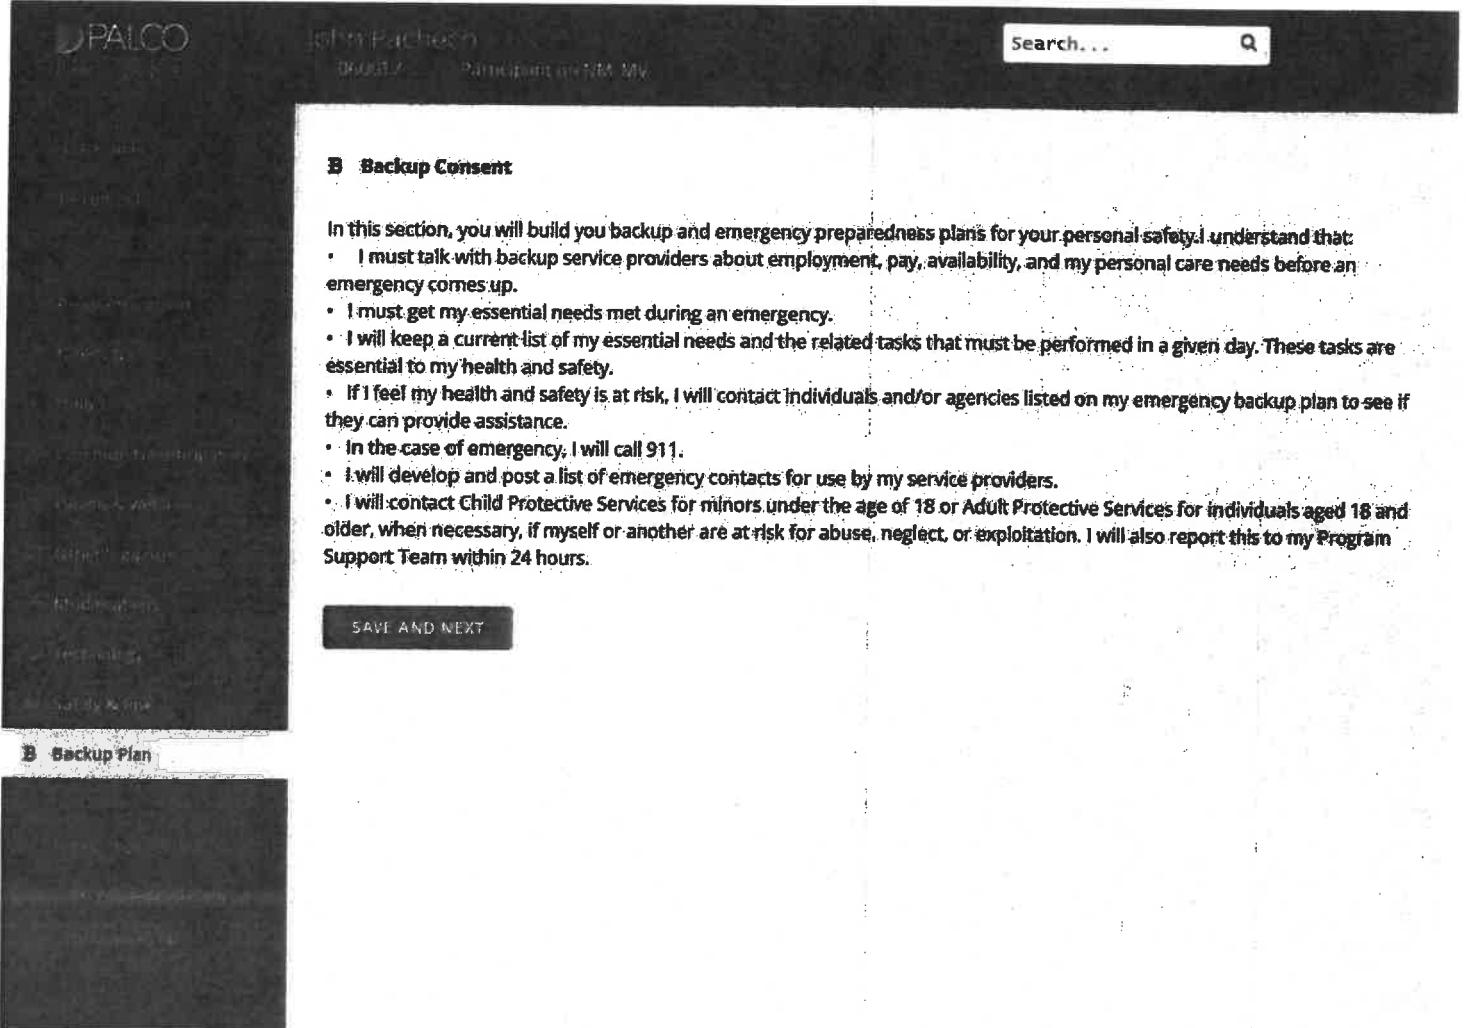 PALCO
John Pacheco
Participant on NM Mi
Search...
B Backup Consent
In this section, you will build you backup and emergency preparedness plans for your personal safety.I understand that:
• I must talk with backup service providers about employment, pay, availability, and my personal care needs before an
emergency comes up.
• I must get my essential needs met during an emergency.
• I will keep a current list of my essential needs and the related tasks that must be performed in a given day. These tasks are
essential to my health and safety.
• If I feel my health and safety is at risk, I will contact individuals and/or agencies listed on my emergency backup plan to see if
they can provide assistance.
• In the case of emergency, I will call 911.
• I will develop and post a list of emergency contacts for use by my service providers.
• I will contact Child Protective Services for minors under the age of 18 or Adult Protective Services for individuals aged 18 and
older, when necessary, if myself or another are at risk for abuse, neglect, or exploitation. I will also report this to my Program
Support Team within 24 hours.
SAVE AND NEXT
Safety & Risk
B Backup Plan